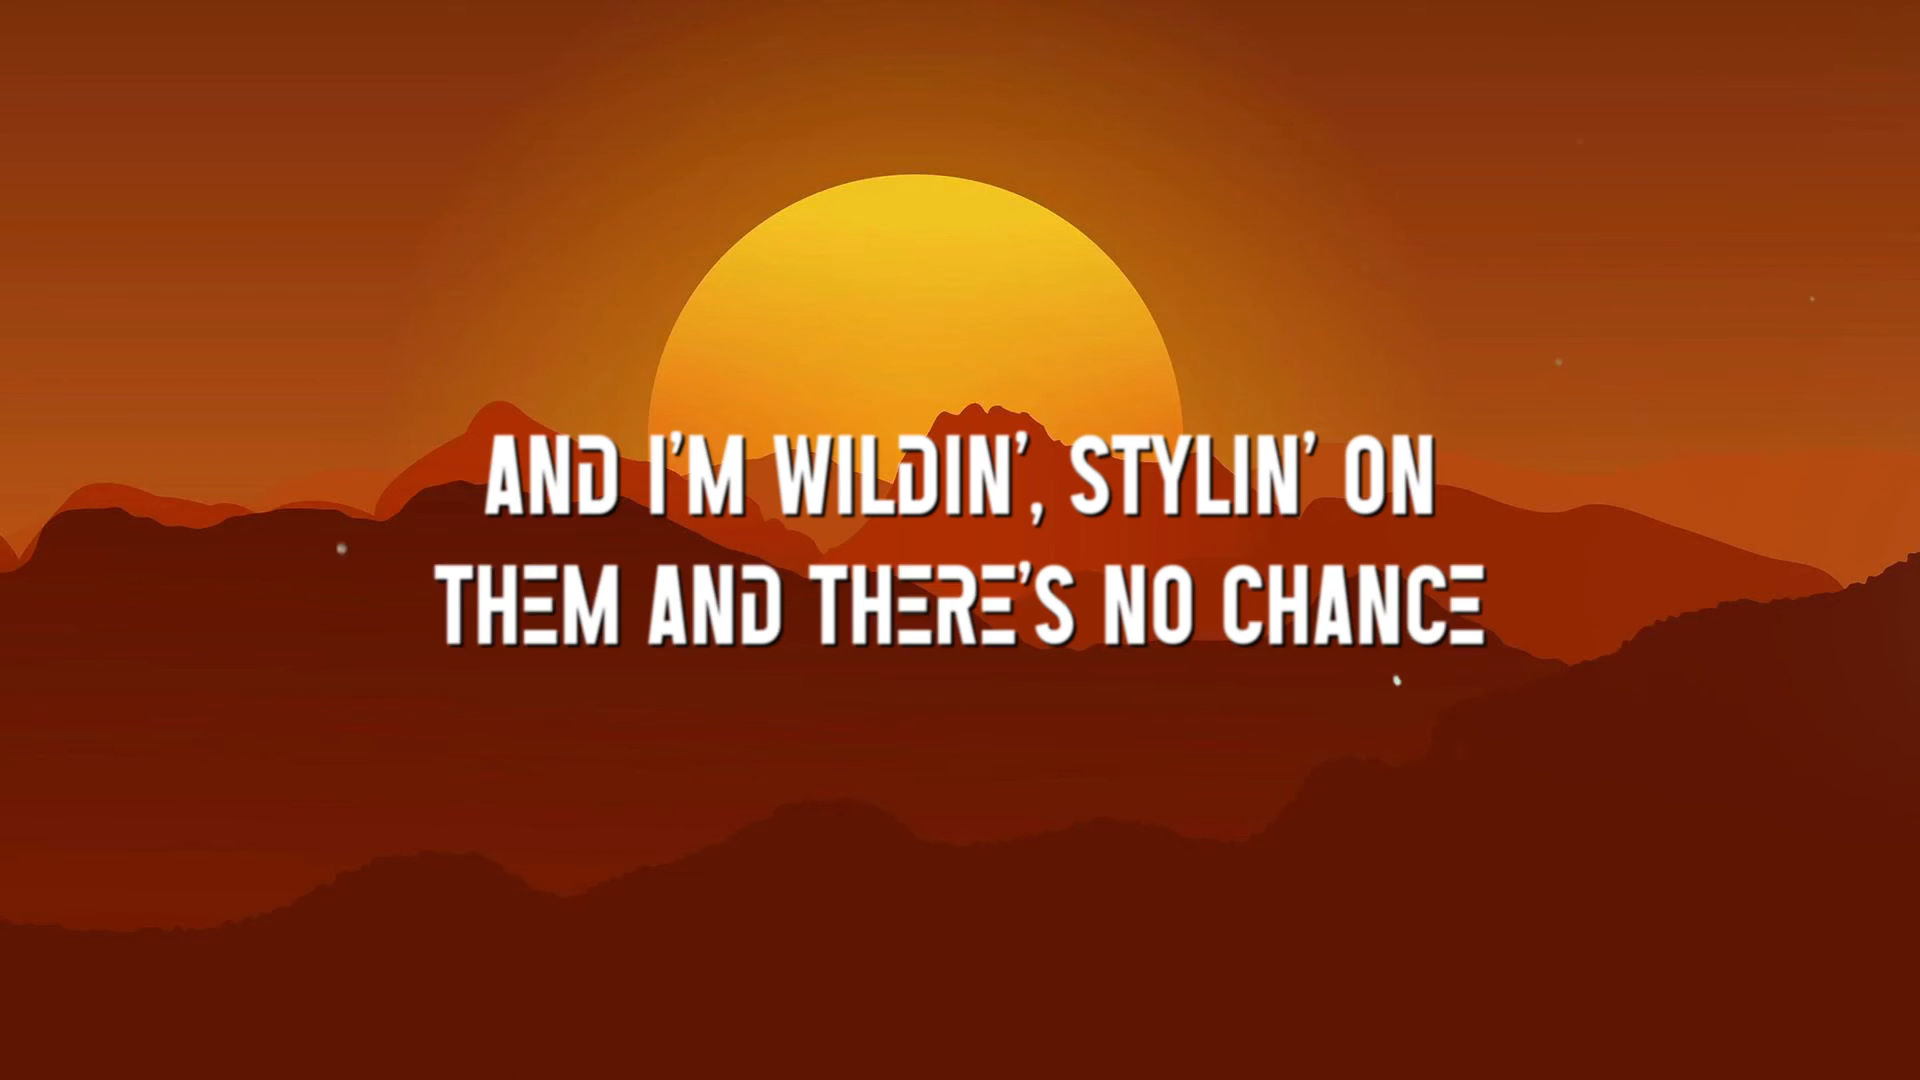 AND I'M WILDIN', STYLIN' ON
THEM AND THERE'S NO CHANCE